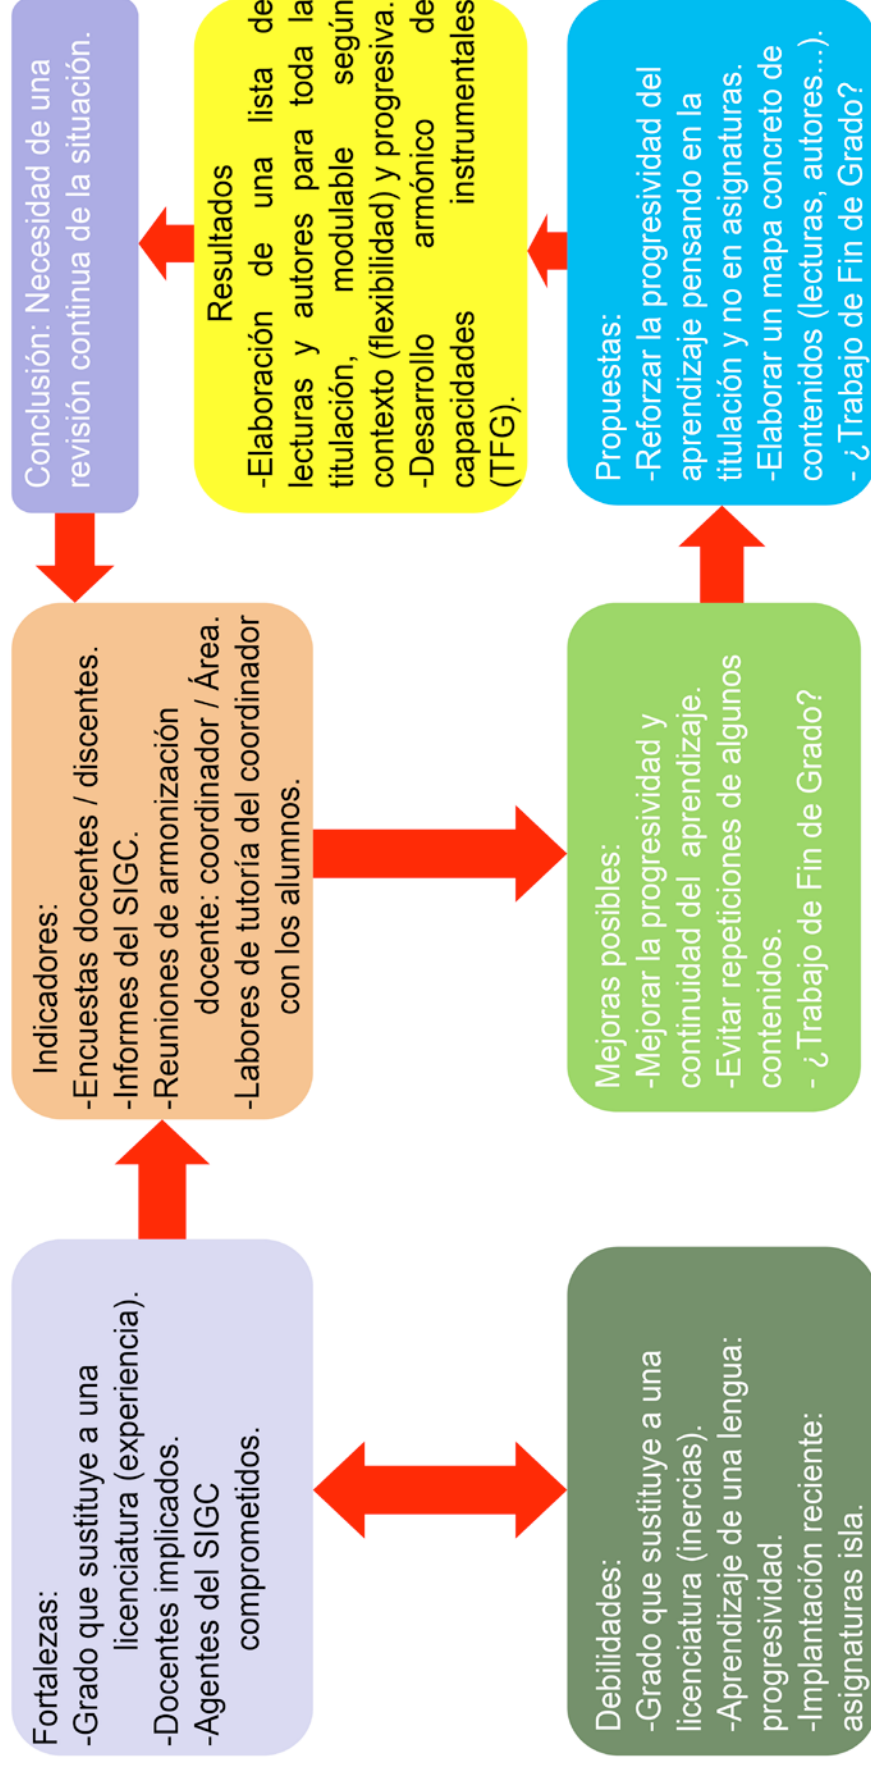 Fortalezas:
-Grado que sustituye a una
licenciatura (experiencia).
-Docentes implicados.
-Agentes del SIGC
comprometidos.
Debilidades:
-Grado que sustituye a una
licenciatura (inercias).
-Aprendizaje de una lengua:
progresividad.
-Implantación reciente:
asignaturas isla.
Indicadores:
-Encuestas docentes / discentes.
-Informes del SIGC.
-Reuniones de armonización
docente: coordinador / Área.
-Labores de tutoría del coordinador
con los alumnos.
Mejoras posibles:
-Mejorar la progresividad y
continuidad del aprendizaje.
-Evitar repeticiones de algunos
contenidos.
- ¿Trabajo de Fin de Grado?
Propuestas:
-Reforzar la progresividad del
aprendizaje pensando en la
titulación y no en asignaturas.
-Elaborar un mapa concreto de
contenidos (lecturas, autores...).
- ¿Trabajo de Fin de Grado?
Resultados
-Elaboración de una lista de
lecturas y autores para toda la
titulación, modulable según
contexto (flexibilidad) y progresiva.
-Desarrollo armónico de
capacidades instrumentales
(TFG).
Conclusión: Necesidad de una
revisión continua de la situación.